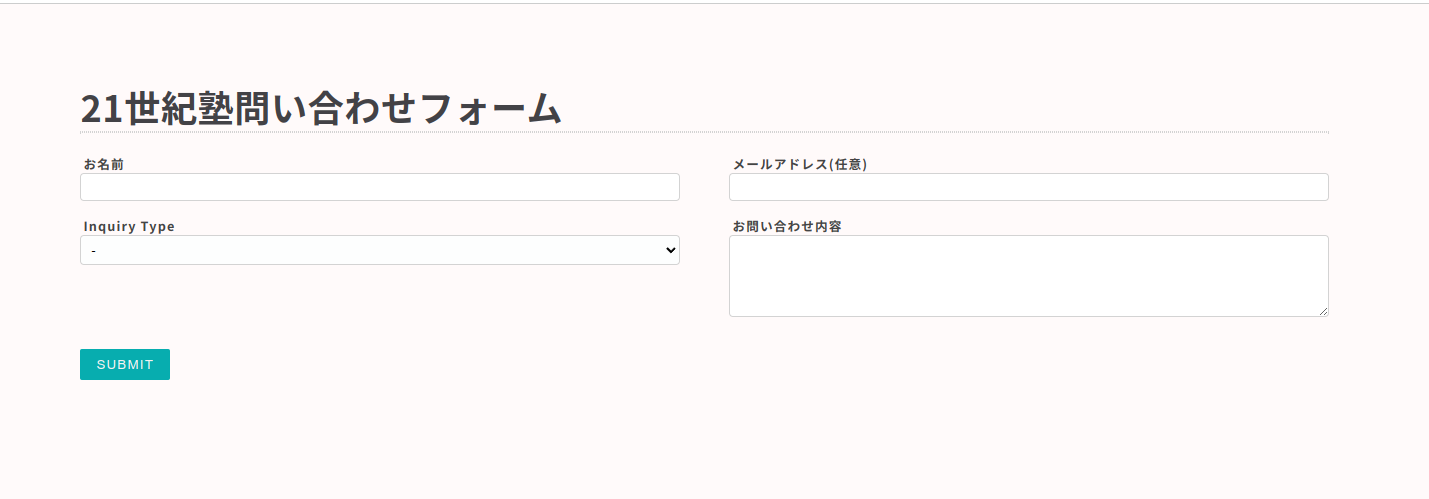 21世紀塾問い合わせフォーム
お名前
メールアドレス(任意)
Inquiry Type
-
お問い合わせ内容
SUBMIT